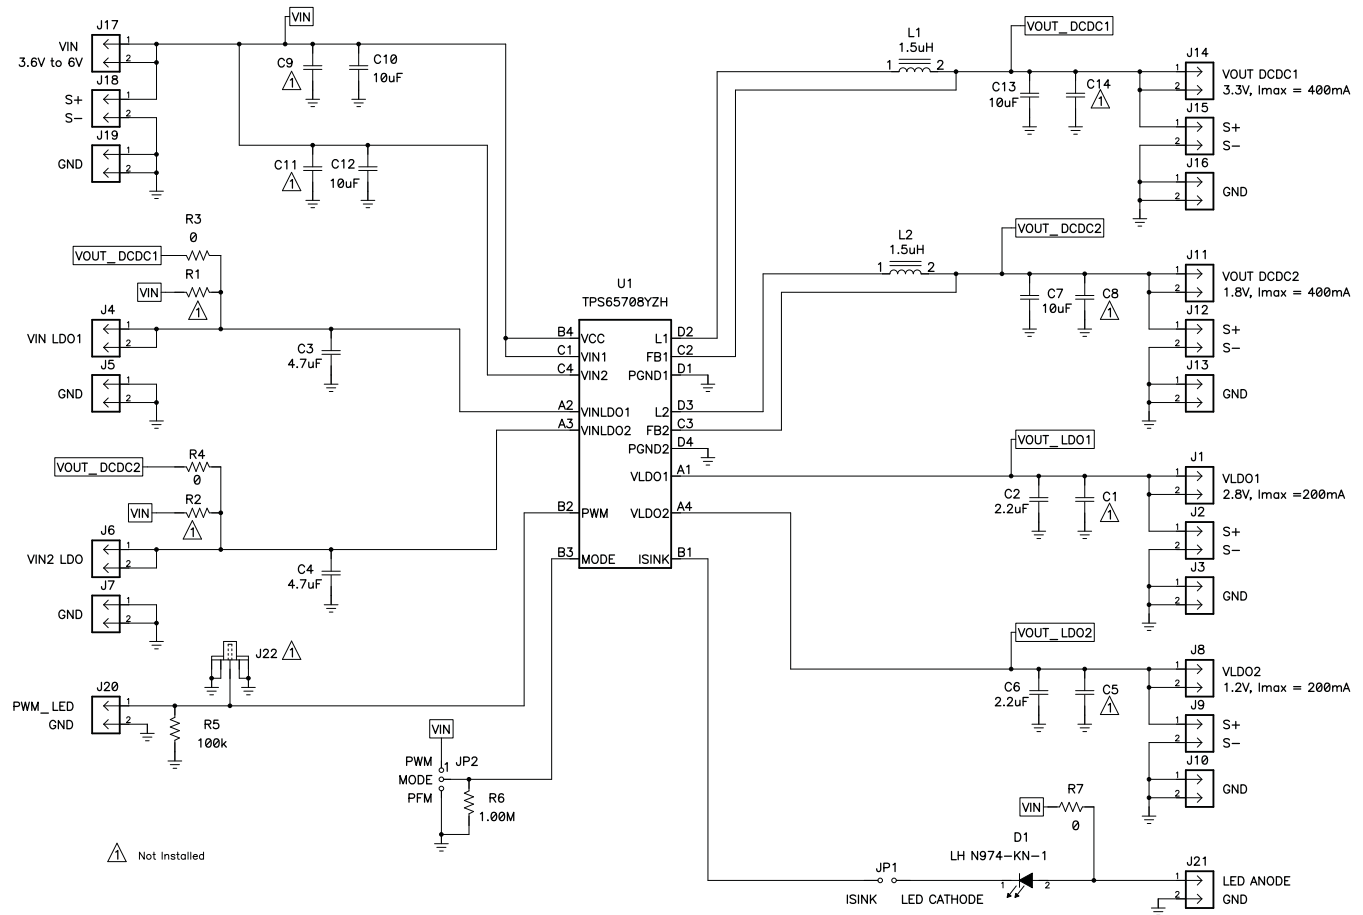 J17
VIN
3.6V to 6V
1
2
J18
S+
S-
1
2
J19
GND
1
2
VIN
C9
1
C10
10uF
C11
1
C12
10uF
R3
0
VOUT_DCDC1
R1
VIN
1
J4
VIN LDO1
1
2
C3
4.7uF
J5
GND
1
2
R4
VOUT_DCDC2
0
R2
VIN
1
J6
VIN2 LDO
1
2
C4
4.7uF
J7
GND
1
2
J22
1
J20
PWM_LED
GND
1
2
R5
100k
VIN
PWM
1
JP2
MODE
PFM
R6
1.00M
1 Not Installed
U1
TPS65708YZH
B4 VCC
C1 VIN1
C4 VIN2
A2 VINLDO1
A3 VINLDO2
B2 PWM
B3 MODE
L1 D2
FB1 C2
PGND1 D1
L2 D3
FB2 C3
PGND2 D4
VLDO1 A1
VLDO2 A4
ISINK B1
L1
1.5uH
1 2
VOUT_DCDC1
C13
10uF
C14
1
J14
1
2
VOUT DCDC1
3.3V, Imax = 400mA
J15
1
2
S+
S-
J16
1
2
GND
L2
1.5uH
1 2
VOUT_DCDC2
C7
10uF
C8
1
J11
1
2
VOUT DCDC2
1.8V, Imax = 400mA
J12
1
2
S+
S-
J13
1
2
GND
VOUT_LDO1
C2
2.2uF
C1
1
J1
1
2
VLDO1
2.8V, Imax =200mA
J2
1
2
S+
S-
J3
1
2
GND
VOUT_LDO2
C6
2.2uF
C5
1
J8
1
2
VLDO2
1.2V, Imax = 200mA
J9
1
2
S+
S-
J10
1
2
GND
R7
VIN
0
D1
LH N974-KN-1
1 2
JP1
ISINK
LED CATHODE
J21
1
2
LED ANODE
GND